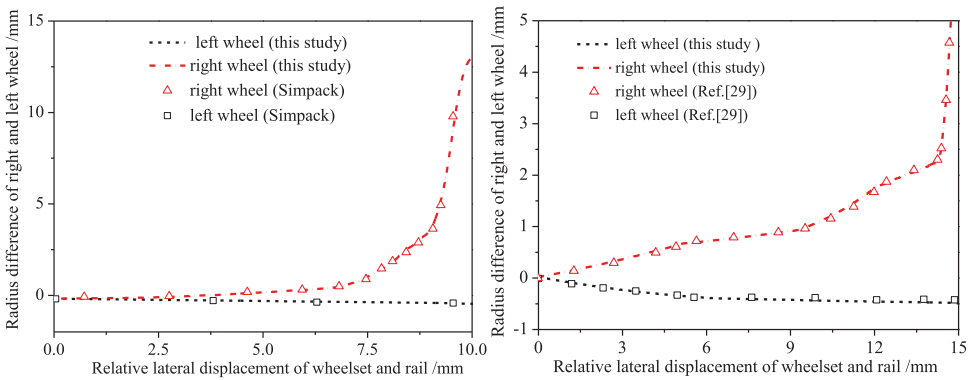 Radius difference of right and left wheel /mm
15
10
5
0
left wheel (this study)
right wheel (this study)
right wheel (Simpack)
left wheel (Simpack)
0.0 2.5 5.0 7.5 10.0
Relative lateral displacement of wheelset and rail /mm
Radius difference of right and left wheel /mm
5
4
3
2
1
0
-1
left wheel (this study )
right wheel (this study)
right wheel (Ref.[29])
left wheel (Ref.[29])
0 3 6 9 12 15
Relative lateral displacement of wheelset and rail /mm